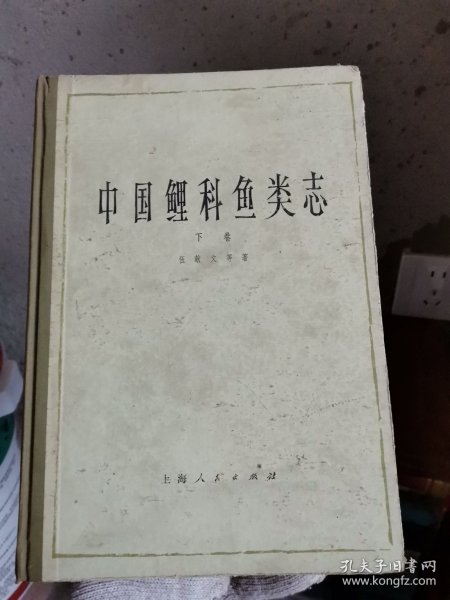 中国鲤科鱼类志
下卷
伍献文等著
上海人民出版社
孔夫子旧书网
www.kongfz.com